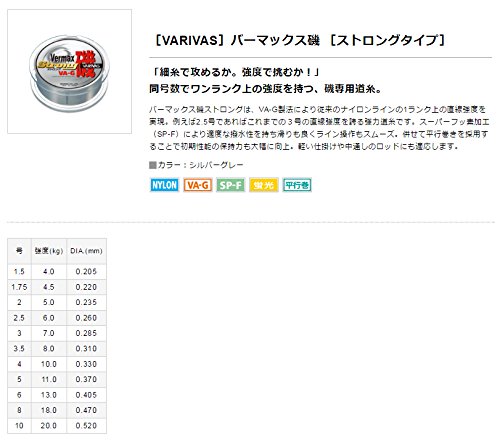 Vermax
Strong
磯
VA-G
［VARIVAS］バーマックス磯 ［ストロングタイプ］
「細糸で攻めるか。強度で挑むか！」
同号数でワンランク上の強度を持つ、磯専用道糸。
バーマックス磯ストロングは、VA-G製法により従来のナイロンラインの1ランク上の直線強度を
実現。例えば2.5号であればこれまでの３号の直線強度を誇る強力道糸です。スーパーフッ素加工
（SP-F）により適度な撥水性を持ち滑りも良くライン操作もスムーズ。併せて平行巻きを採用す
ることで初期性能の保持力も大幅に向上。軽い仕掛けや中通しのロッドにも適応します。
カラー：シルバーグレー
NYLON VA-G SP-F 蛍光 平行巻
号 強度(kg) DIA.(mm)
1.5 4.0 0.205
1.75 4.5 0.220
2 5.0 0.235
2.5 6.0 0.260
3 7.0 0.285
3.5 8.0 0.310
4 10.0 0.330
5 11.0 0.370
6 13.0 0.405
8 18.0 0.470
10 20.0 0.520